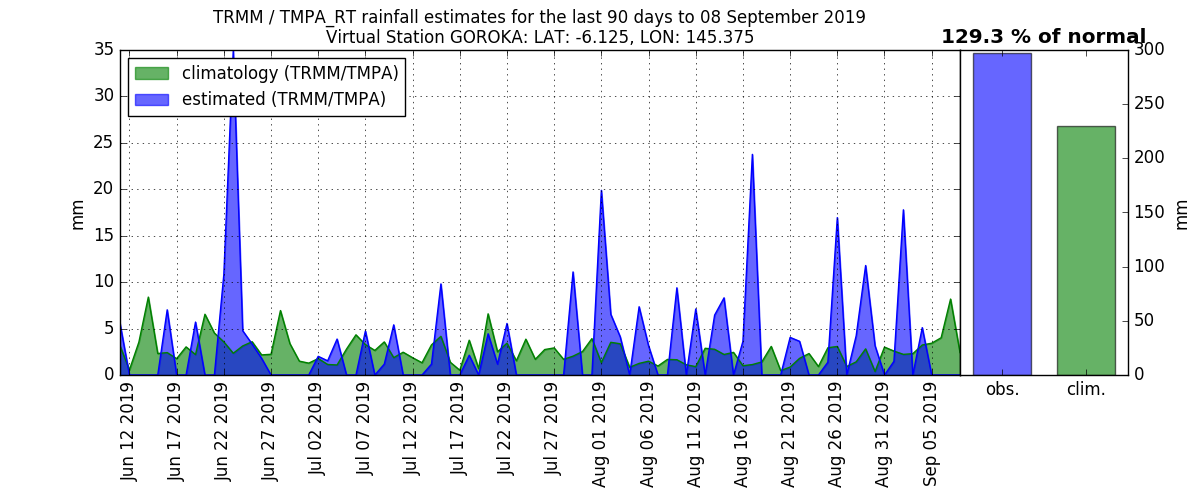 TRMM / TMPA_RT rainfall estimates for the last 90 days to 08 September 2019
Virtual Station GOROKA: LAT: -6.125, LON: 145.375
129.3 % of normal
climatology (TRMM/TMPA)
estimated (TRMM/TMPA)
mm
35
30
25
20
15
10
5
0
Jun 12 2019
Jun 17 2019
Jun 22 2019
Jun 27 2019
Jul 02 2019
Jul 07 2019
Jul 12 2019
Jul 17 2019
Jul 22 2019
Jul 27 2019
Aug 01 2019
Aug 06 2019
Aug 11 2019
Aug 16 2019
Aug 21 2019
Aug 26 2019
Aug 31 2019
Sep 05 2019
300
250
200
150
100
50
0
mm
obs.
clim.